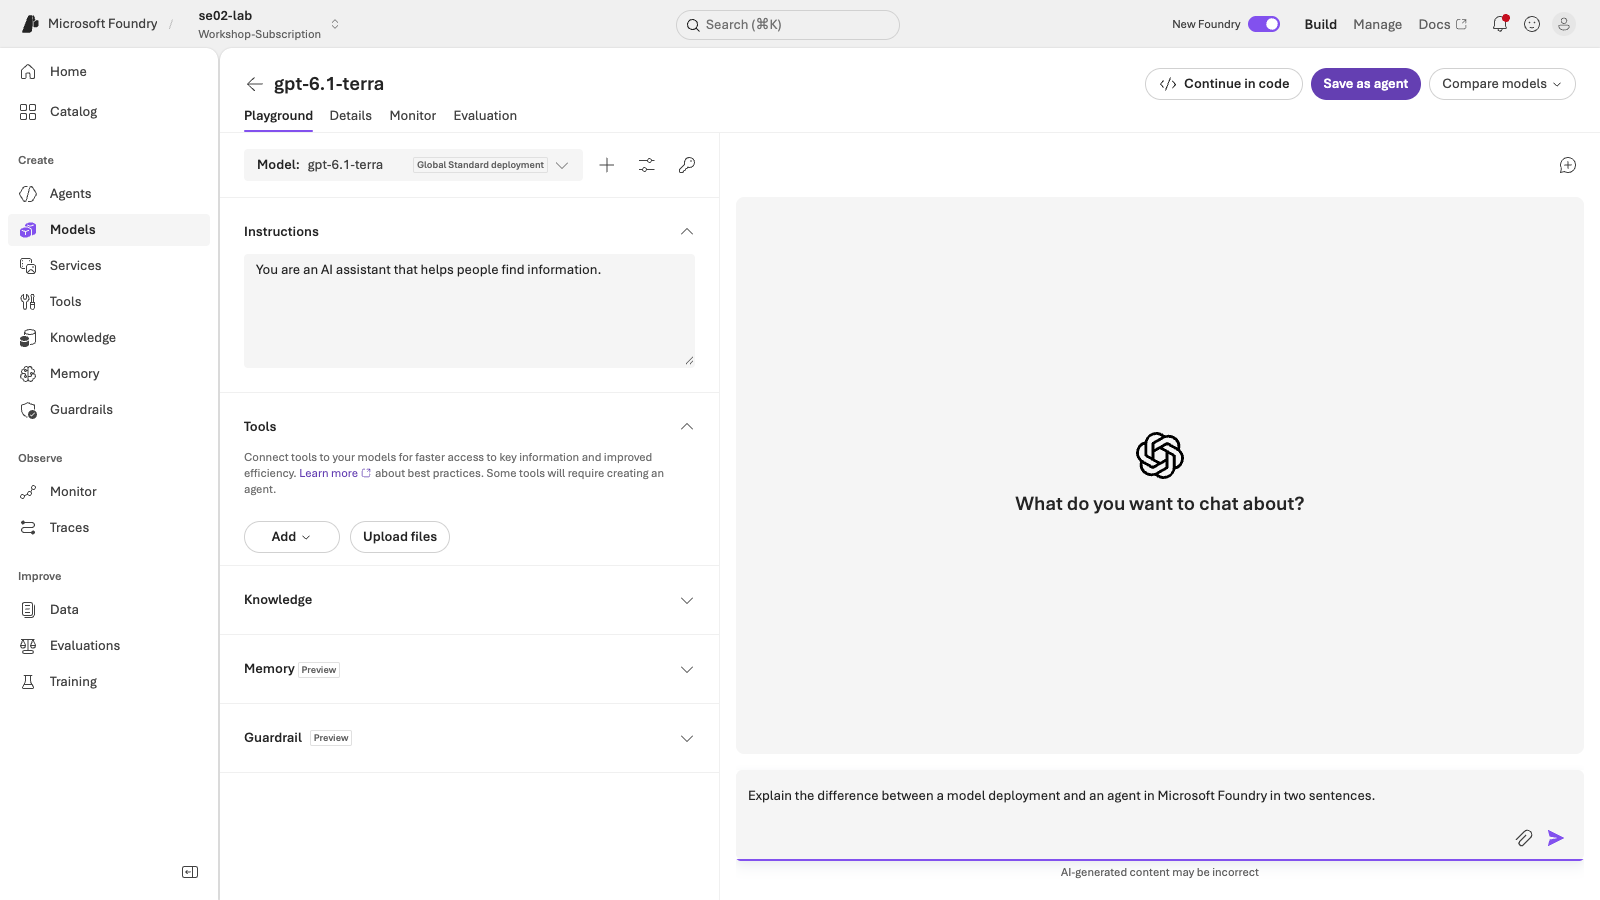 Microsoft Foundry / se02-lab
Workshop-Subscription
Search (⌘K)
New Foundry
Build
Manage
Docs
Home
Catalog
Create
Agents
Models
Services
Tools
Knowledge
Memory
Guardrails
Observe
Monitor
Traces
Improve
Data
Evaluations
Training
gpt-6.1-terra
Continue in code
Save as agent
Compare models
Playground Details Monitor Evaluation
Model: gpt-6.1-terra Global Standard deployment
Instructions
You are an AI assistant that helps people find information.
Tools
Connect tools to your models for faster access to key information and improved
efficiency. Learn more about best practices. Some tools will require creating an
agent.
Add
Upload files
Knowledge
Memory Preview
Guardrail Preview
What do you want to chat about?
Explain the difference between a model deployment and an agent in Microsoft Foundry in two sentences.
AI-generated content may be incorrect